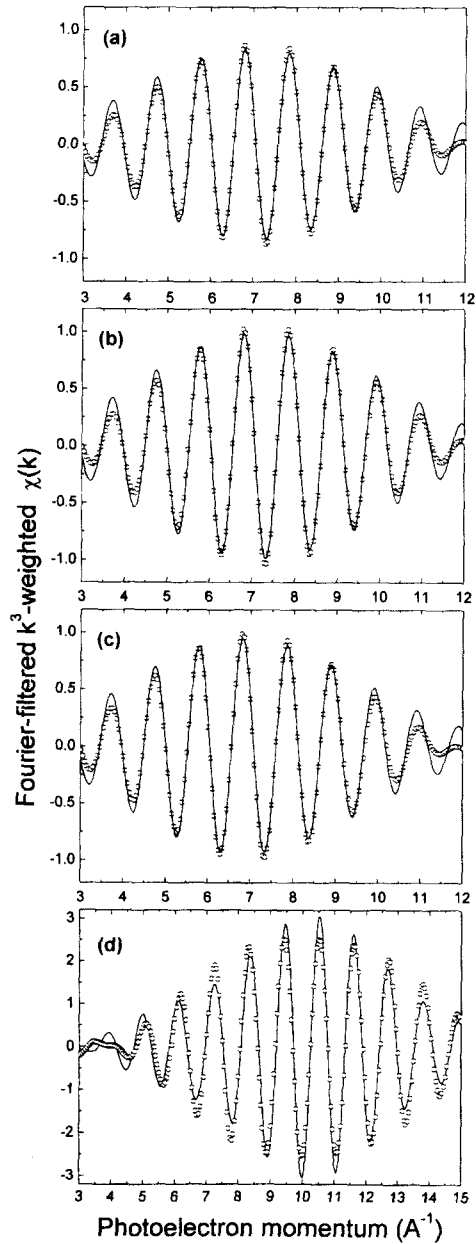 (a)
1.0
0.5
0.0
-0.5
-1.0
3 4 5 6 7 8 9 10 11 12
(b)
1.0
0.5
0.0
-0.5
-1.0
3 4 5 6 7 8 9 10 11 12
(c)
1.0
0.5
0.0
-0.5
-1.0
3 4 5 6 7 8 9 10 11 12
(d)
3
2
1
0
-1
-2
-3
3 4 5 6 7 8 9 10 11 12 13 14 15
Fourier-filtered k³-weighted χ(k)
Photoelectron momentum (A⁻¹)